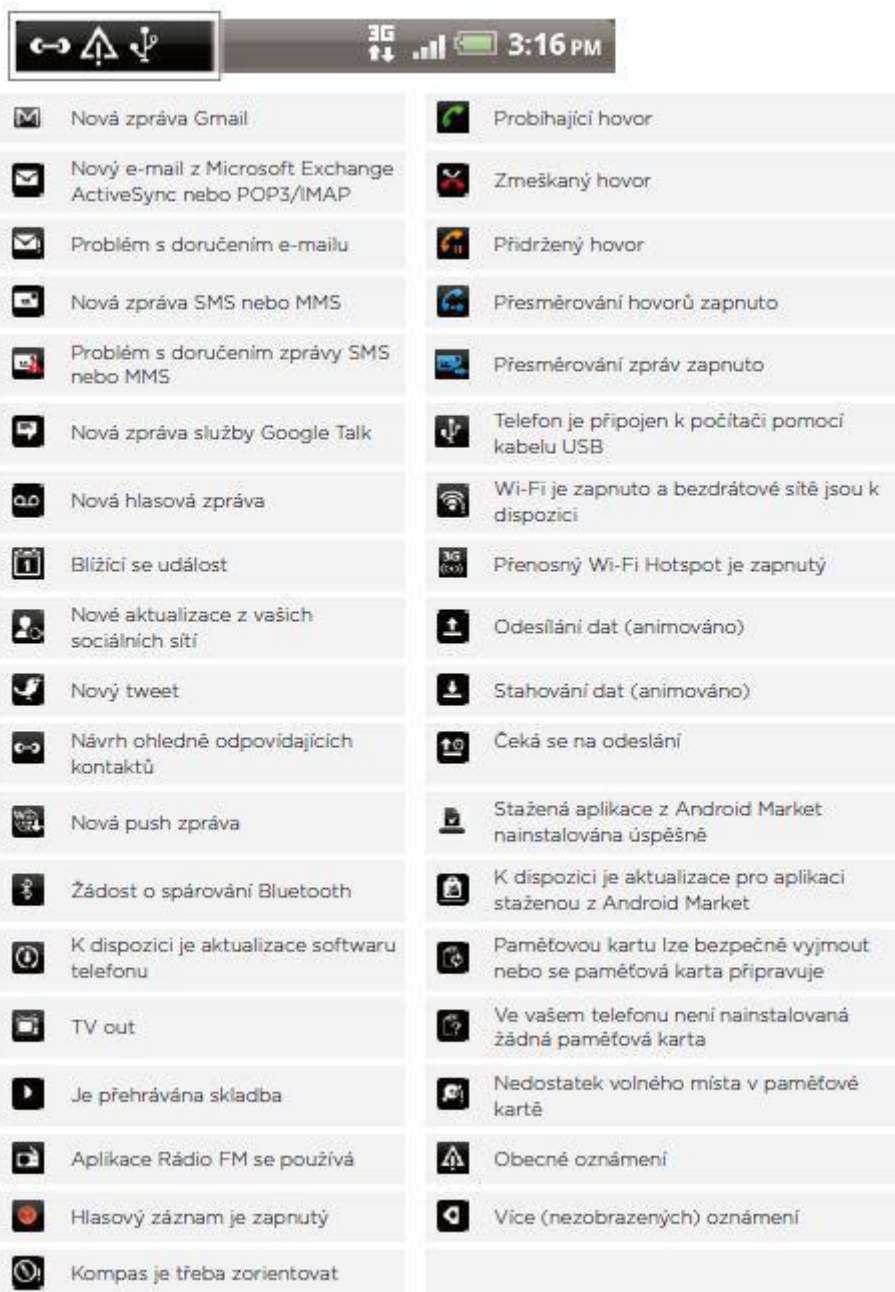 3G
3:16 PM
Nová zpráva Gmail
Nový e-mail z Microsoft Exchange
ActiveSync nebo POP3/IMAP
Problém s doručením e-mailu
Nová zpráva SMS nebo MMS
Problém s doručením zprávy SMS
nebo MMS
Nová zpráva služby Google Talk
Nová hlasová zpráva
Blížící se událost
Nové aktualizace z vašich
sociálních sítí
Nový tweet
Návrh ohledně odpovídajících
kontaktů
Nová push zpráva
Žádost o spárování Bluetooth
K dispozici je aktualizace softwaru
telefonu
TV out
Je přehrávána skladba
Aplikace Rádio FM se používá
Hlasový záznam je zapnutý
Kompas je třeba zorientovat
Probíhající hovor
Zmeškaný hovor
Přidržený hovor
Přesměrování hovorů zapnuto
Přesměrování zpráv zapnuto
Telefon je připojen k počítači pomocí
kabelu USB
Wi-Fi je zapnuto a bezdrátové sítě jsou k
dispozici
3G
Přenosný Wi-Fi Hotspot je zapnutý
Odesílání dat (animováno)
Stahování dat (animováno)
Čeká se na odeslání
Stažená aplikace z Android Market
nainstalována úspěšně
K dispozici je aktualizace pro aplikaci
staženou z Android Market
Paměťovou kartu lze bezpečně vyjmout
nebo se paměťová karta připravuje
Ve vašem telefonu není nainstalovaná
žádná paměťová karta
Nedostatek volného místa v paměťové
kartě
Obecné oznámení
Více (nezobrazených) oznámení